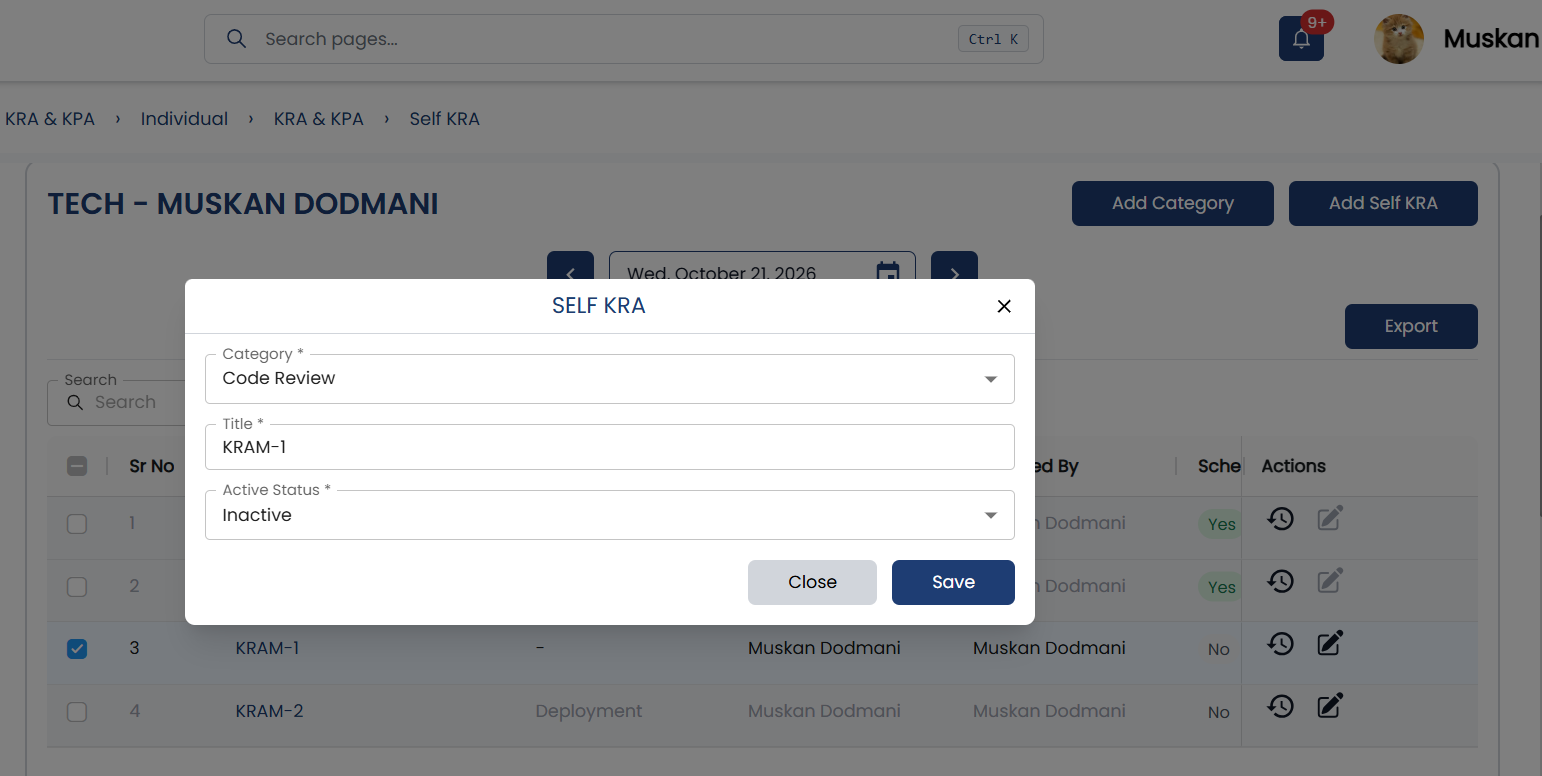 Search pages...
Ctrl K
9+
Muskan
KRA & KPA › Individual › KRA & KPA › Self KRA
TECH - MUSKAN DODMANI
Add Category
Add Self KRA
Wed, October 21, 2026
Export
SELF KRA
Category *
Code Review
Title *
KRAM-1
Active Status *
Inactive
Close
Save
Search
Search
Sr No ed By Sche Actions
1 Dodmani Yes
2 Dodmani Yes
3 KRAM-1 - Muskan Dodmani Muskan Dodmani No
4 KRAM-2 Deployment Muskan Dodmani Muskan Dodmani No